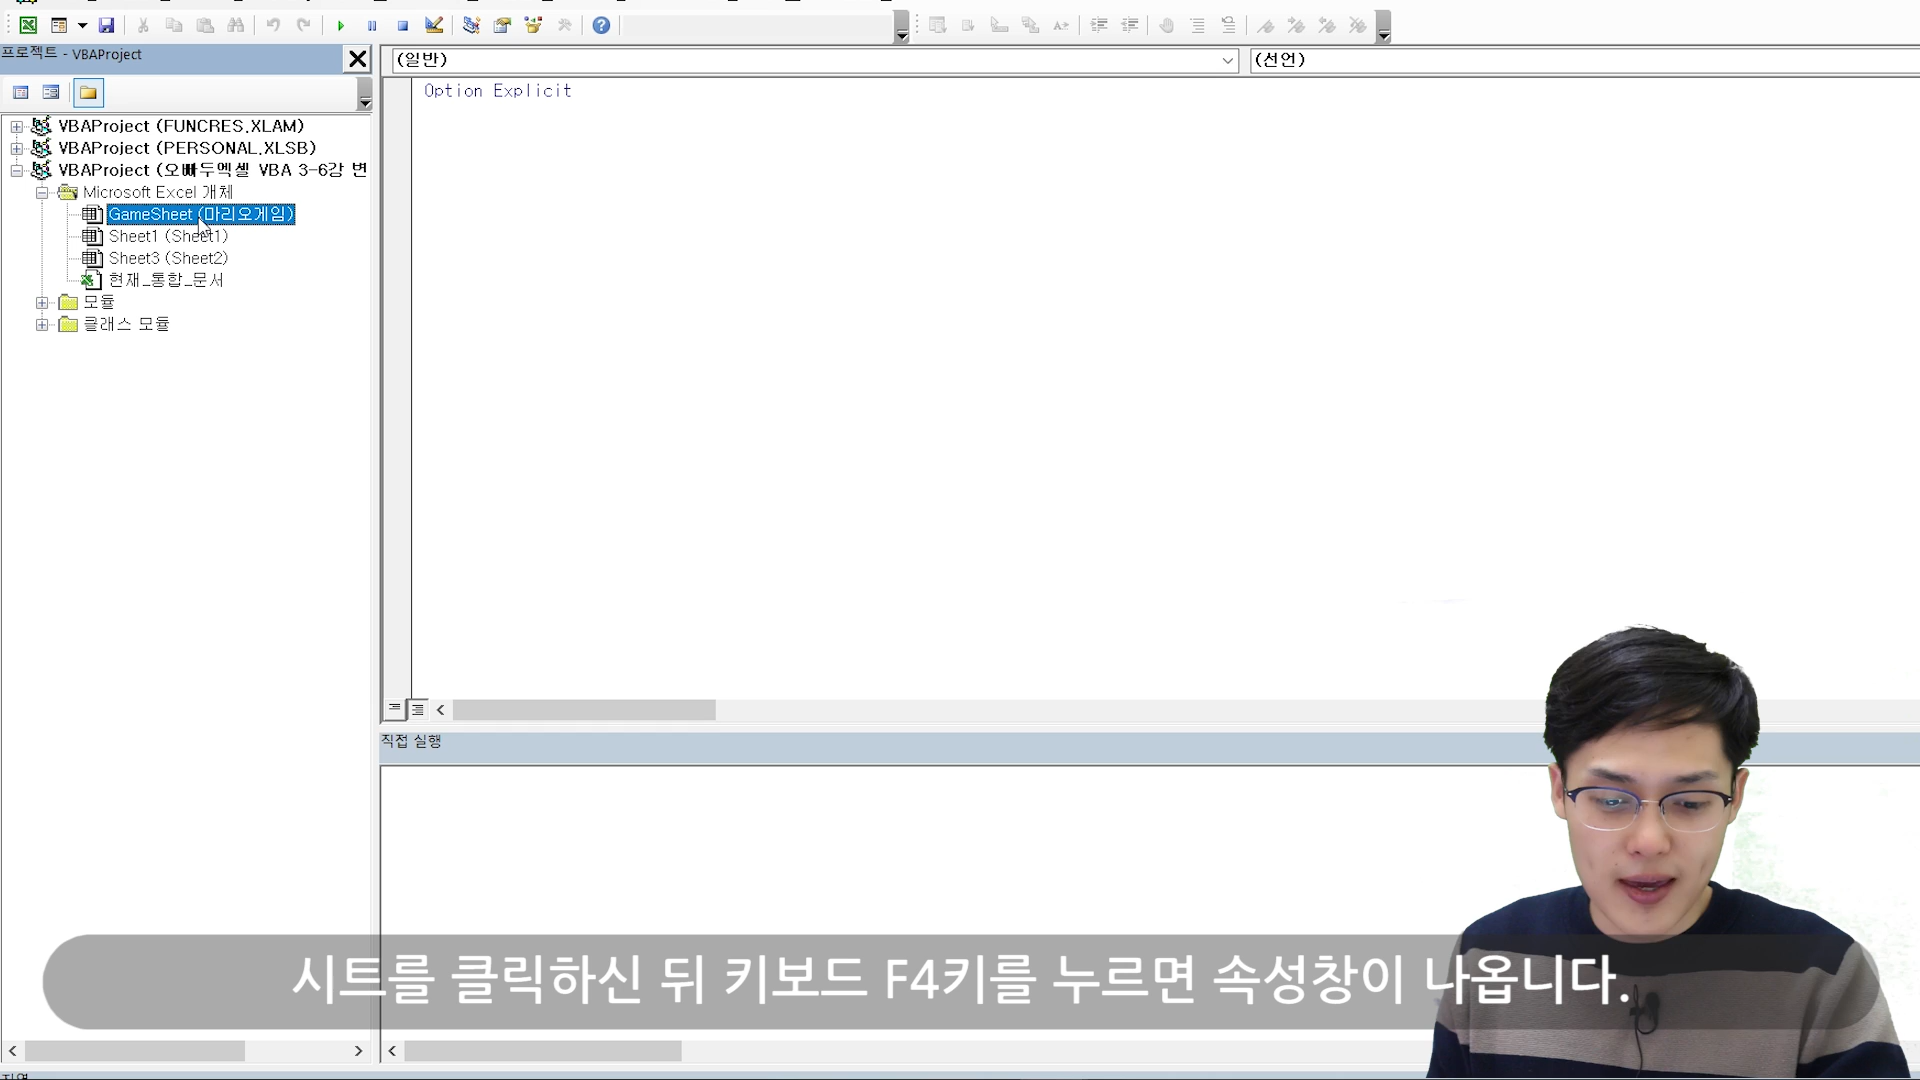 프로젝트 - VBAProject
(일반)
(선언)
Option Explicit
VBAProject (FUNCRES.XLAM)
VBAProject (PERSONAL.XLSB)
VBAProject (오빠두엑셀 VBA 3-6강 변
Microsoft Excel 개체
GameSheet (마리오게임)
Sheet1 (Sheet1)
Sheet3 (Sheet2)
현재_통합_문서
모듈
클래스 모듈
직접 실행
시트를 클릭하신 뒤 키보드 F4키를 누르면 속성창이 나옵니다.